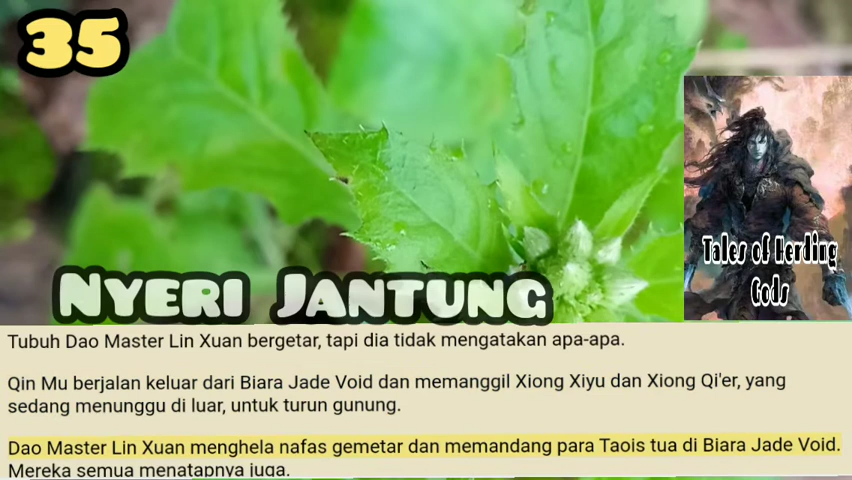 35
Tales of Herding
Gods
NYERI JANTUNG
Tubuh Dao Master Lin Xuan bergetar, tapi dia tidak mengatakan apa-apa.
Qin Mu berjalan keluar dari Biara Jade Void dan memanggil Xiong Xiyu dan Xiong Qi'er, yang
sedang menunggu di luar, untuk turun gunung.
Dao Master Lin Xuan menghela nafas gemetar dan memandang para Taois tua di Biara Jade Void.
Mereka semua menatapnya juga.